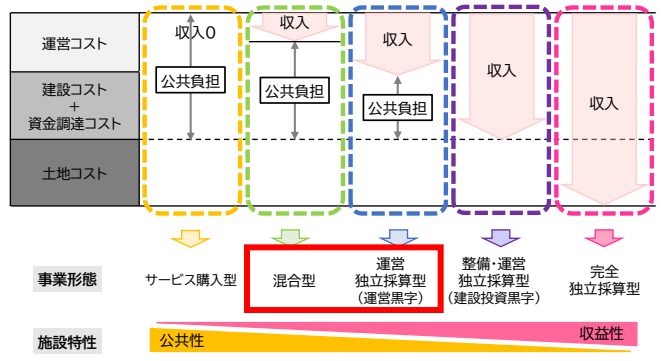 運営コスト
建設コスト
+
資金調達コスト
土地コスト
収入0
公共負担
収入
公共負担
収入
公共負担
収入
収入
事業形態
サービス購入型
混合型
運営
独立採算型
(運営黒字)
整備・運営
独立採算型
(建設投資黒字)
完全
独立採算型
施設特性
公共性
収益性